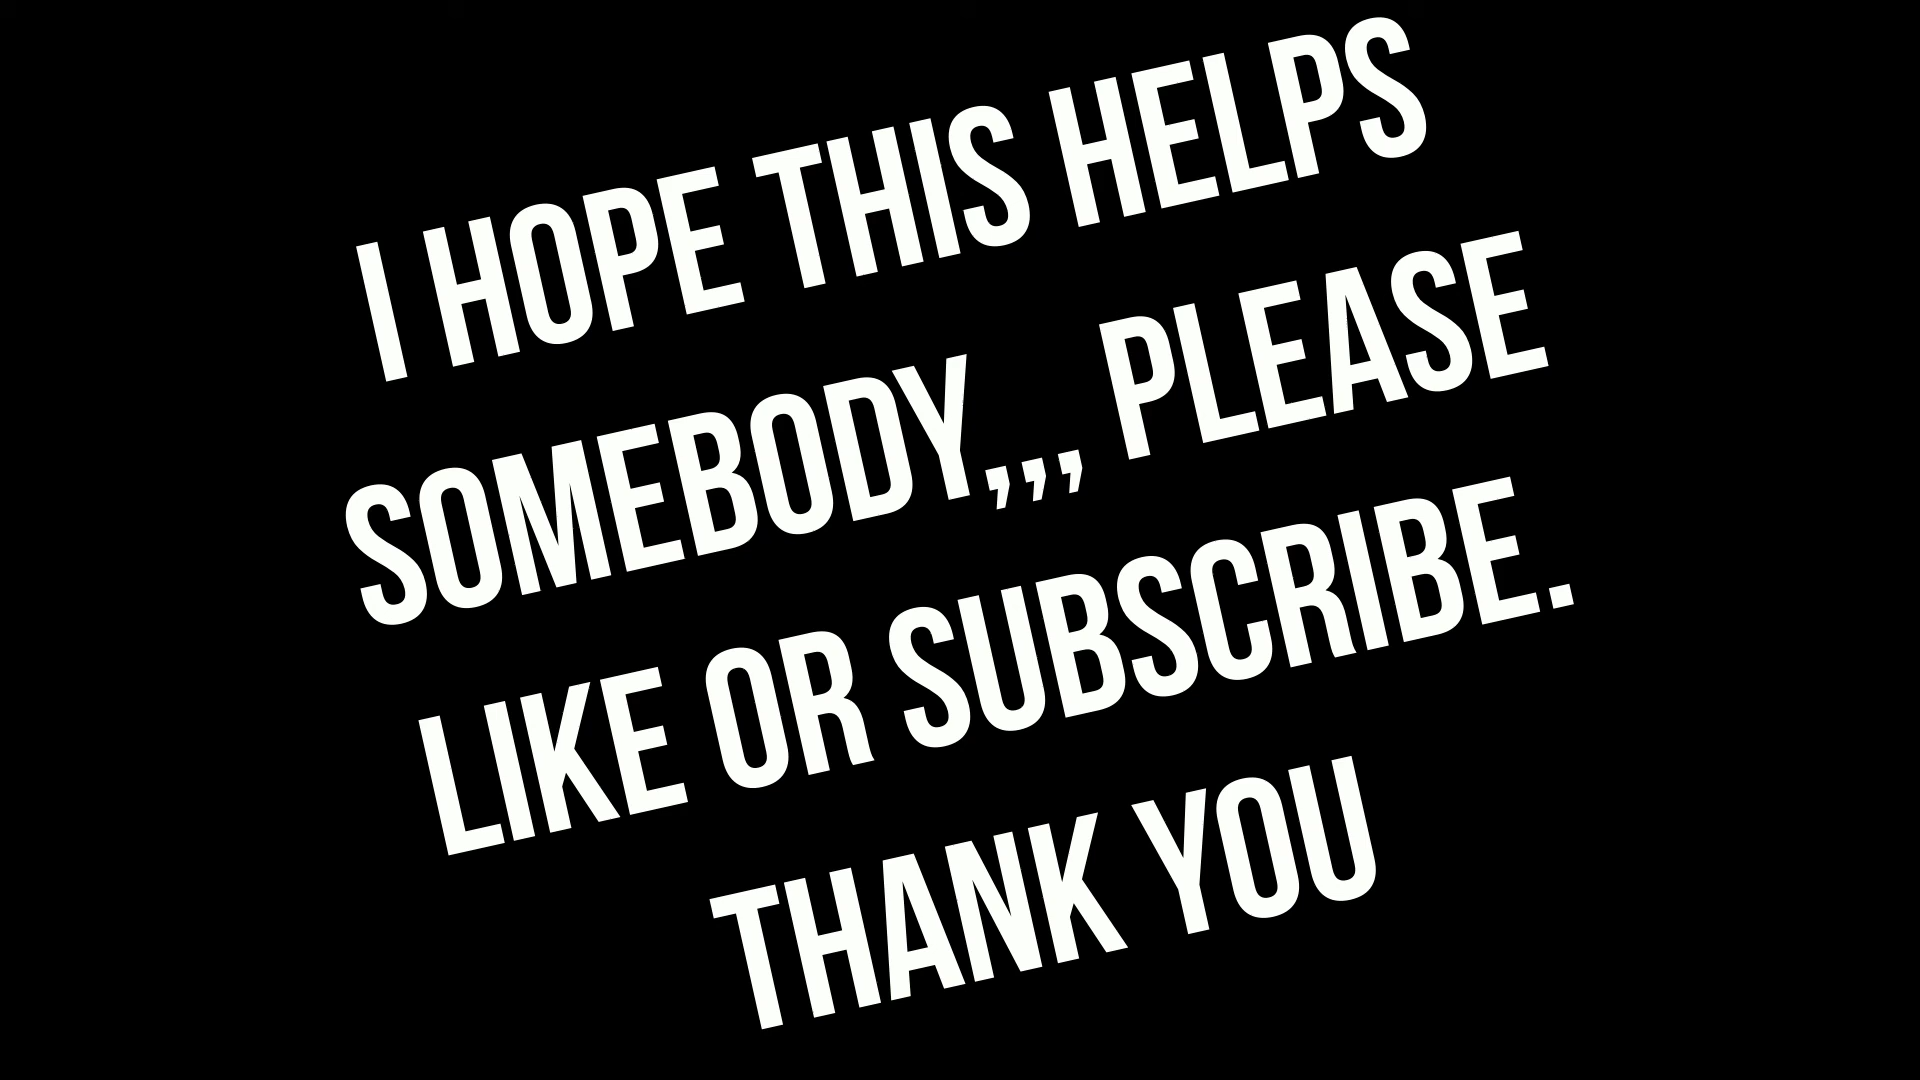 I HOPE THIS HELPS
SOMEBODY,,, PLEASE
LIKE OR SUBSCRIBE.
THANK YOU